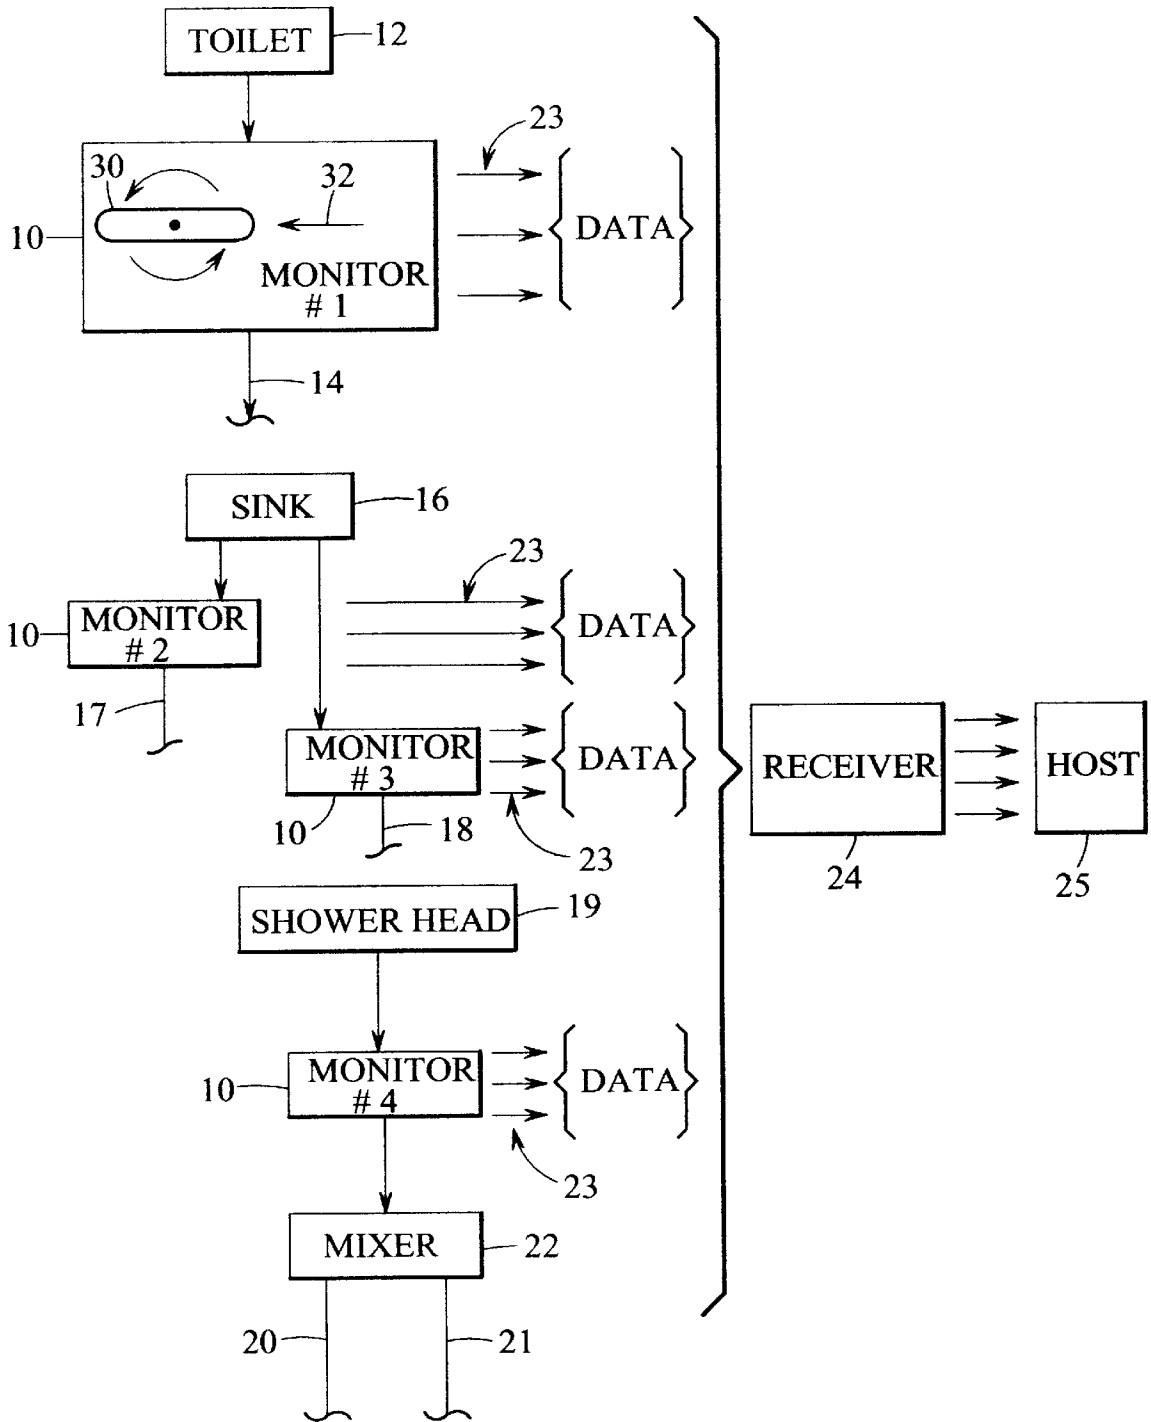 TOILET 12
23
30 32
10 DATA
MONITOR
# 1
14
SINK 16
23
MONITOR
# 2
10 DATA
17
MONITOR
# 3
DATA
RECEIVER HOST
10 18
23
24 25
SHOWER HEAD 19
MONITOR
# 4
10 DATA
23
MIXER 22
20 21